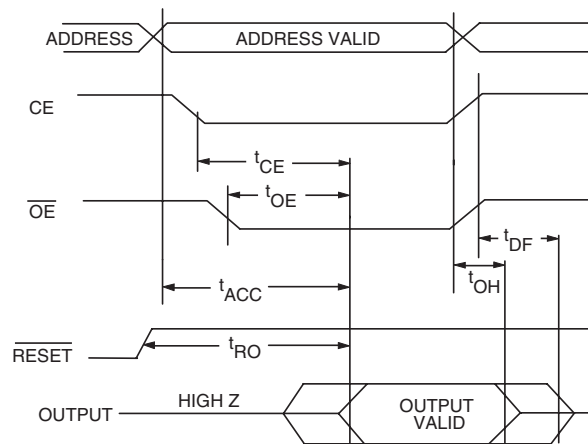 ADDRESS
ADDRESS VALID
CE
tCE
tOE
OE
tDF
tOH
tACC
RESET
tRO
OUTPUT
HIGH Z
OUTPUT
VALID